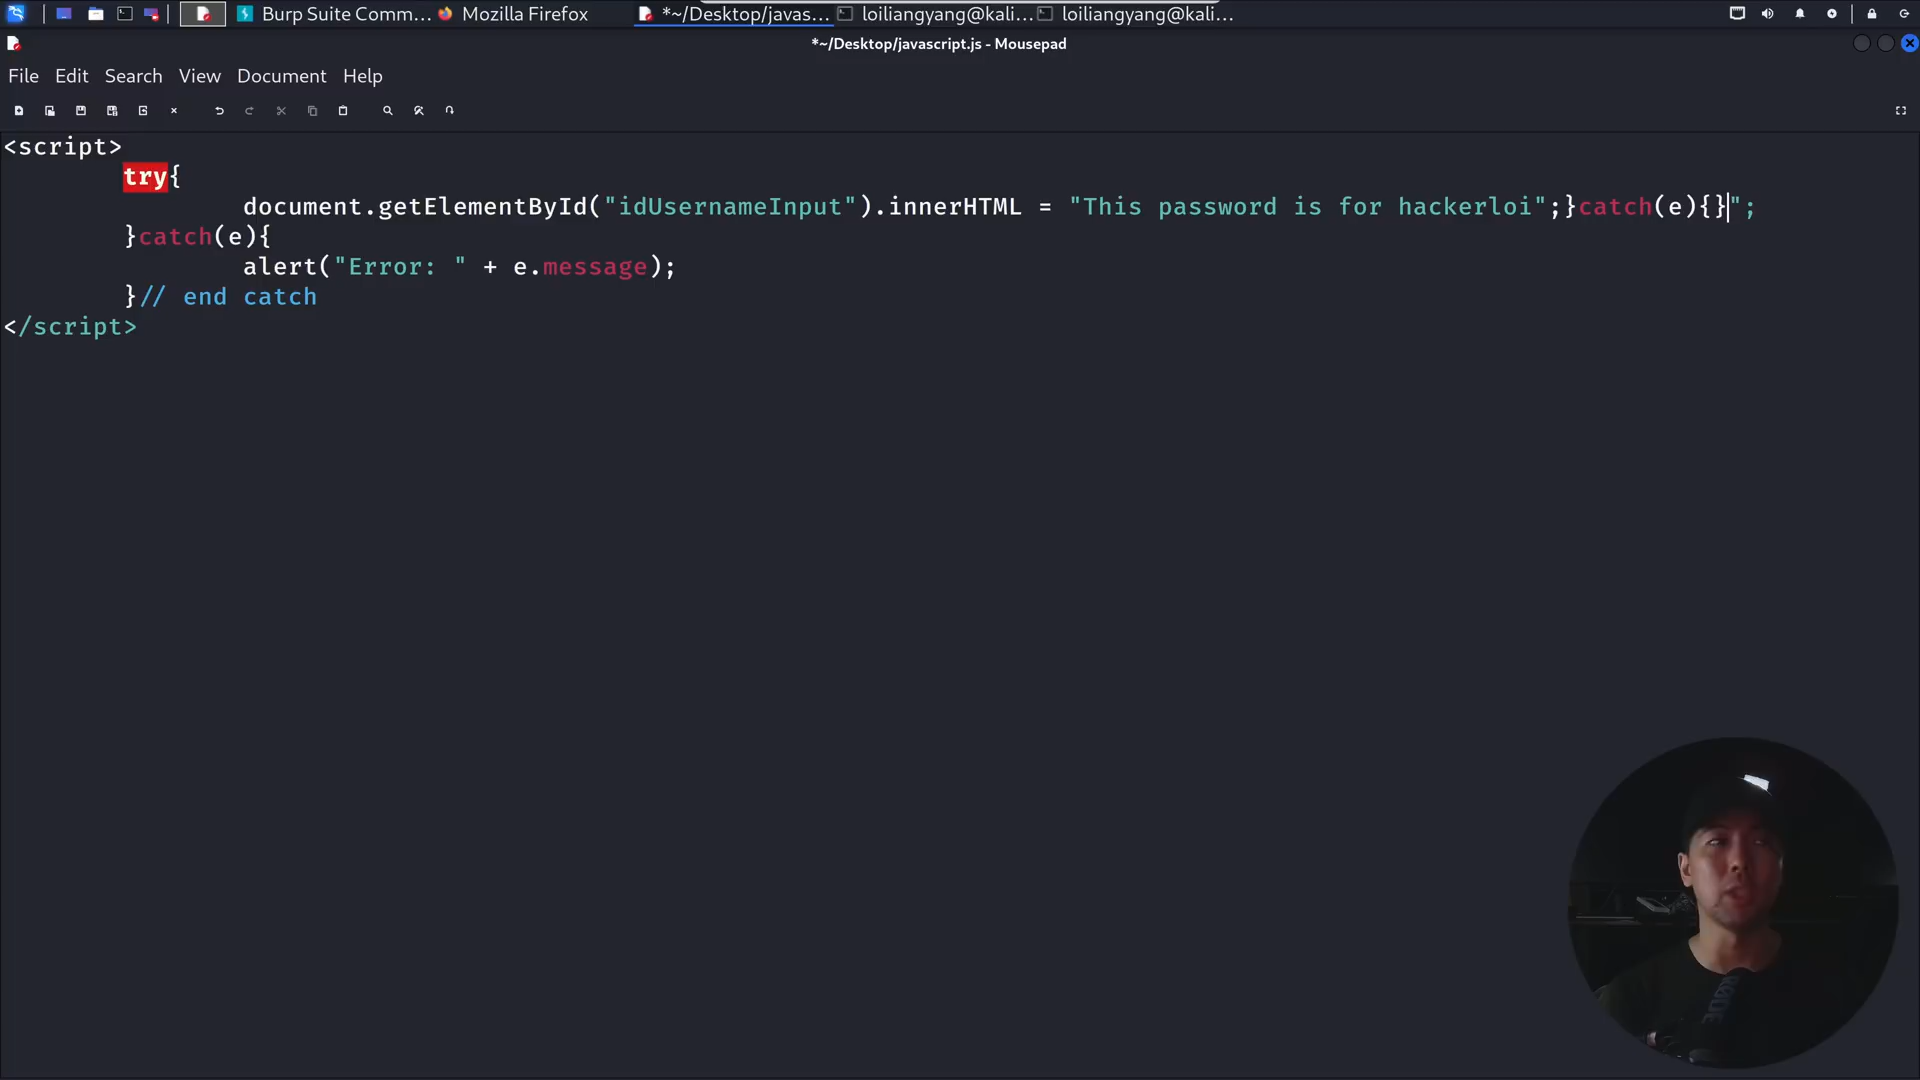 Burp Suite Comm...
Mozilla Firefox
*~/Desktop/javas...
loiliangyang@kali...
loiliangyang@kali...
*~/Desktop/javascript.js - Mousepad
File Edit Search View Document Help
<script>
try{
document.getElementById("idUsernameInput").innerHTML = "This password is for hackerloi";}catch(e){}";
}catch(e){
alert("Error: " + e.message);
}// end catch
</script>